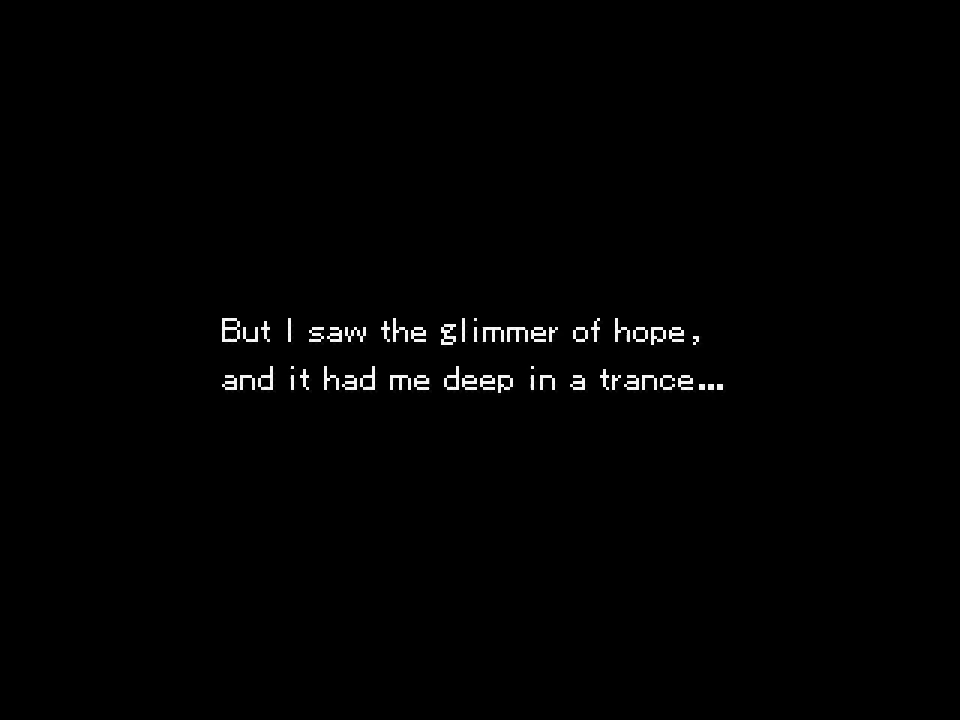 But I saw the glimmer of hope,
and it had me deep in a trance...